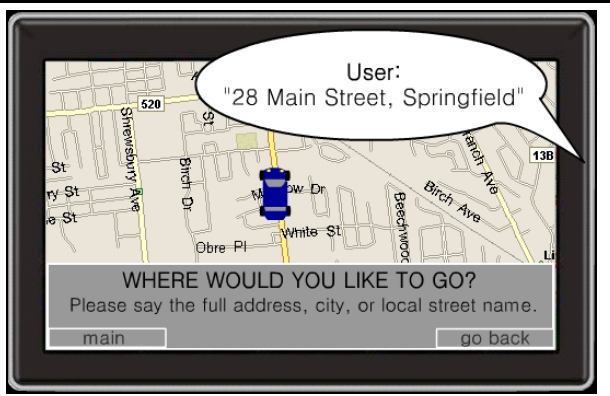 User:
"28 Main Street, Springfield"
520
Shrewsbury Ave
St
13B
St
Birch Dr
ry St
Birch Ave
e St
White St
Beechwood
Obre Pl
Li
WHERE WOULD YOU LIKE TO GO?
Please say the full address, city, or local street name.
main
go back